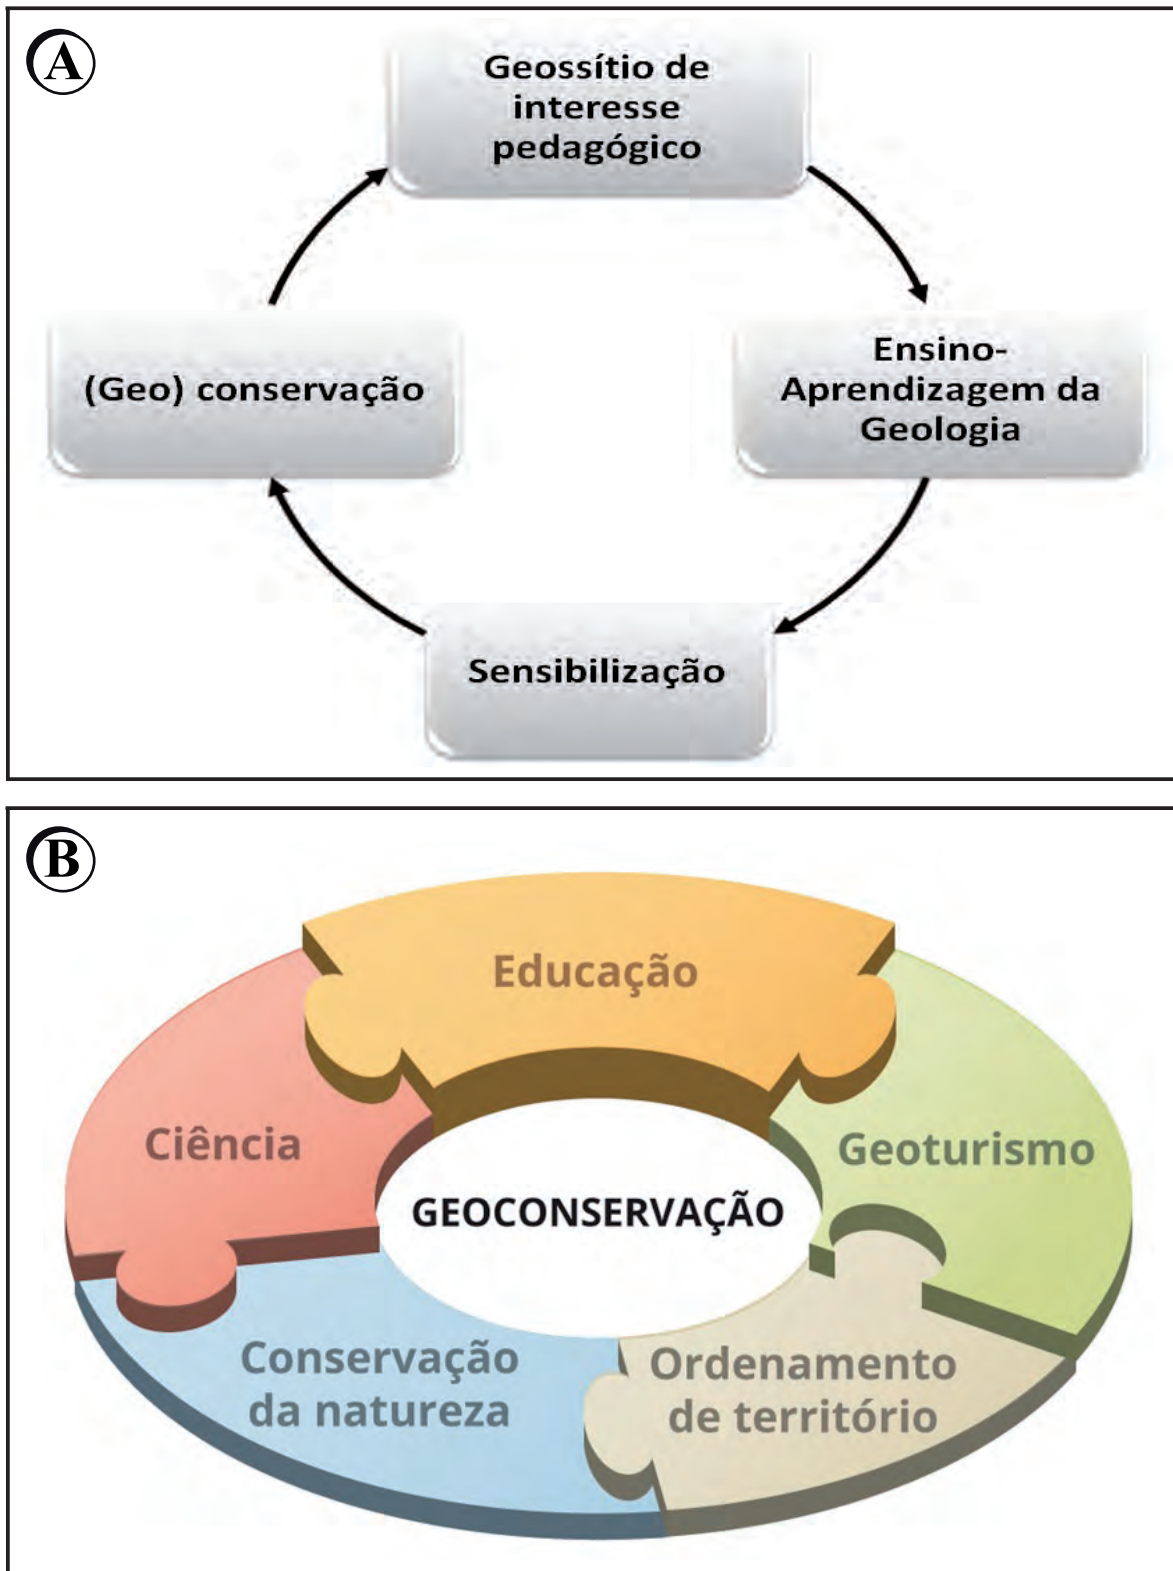 A
Geossítio de
interesse
pedagógico
(Geo) conservação
Ensino-
Aprendizagem da
Geologia
Sensibilização
B
Educação
Ciência
Geoturismo
GEOCONSERVAÇÃO
Conservação
da natureza
Ordenamento
de território